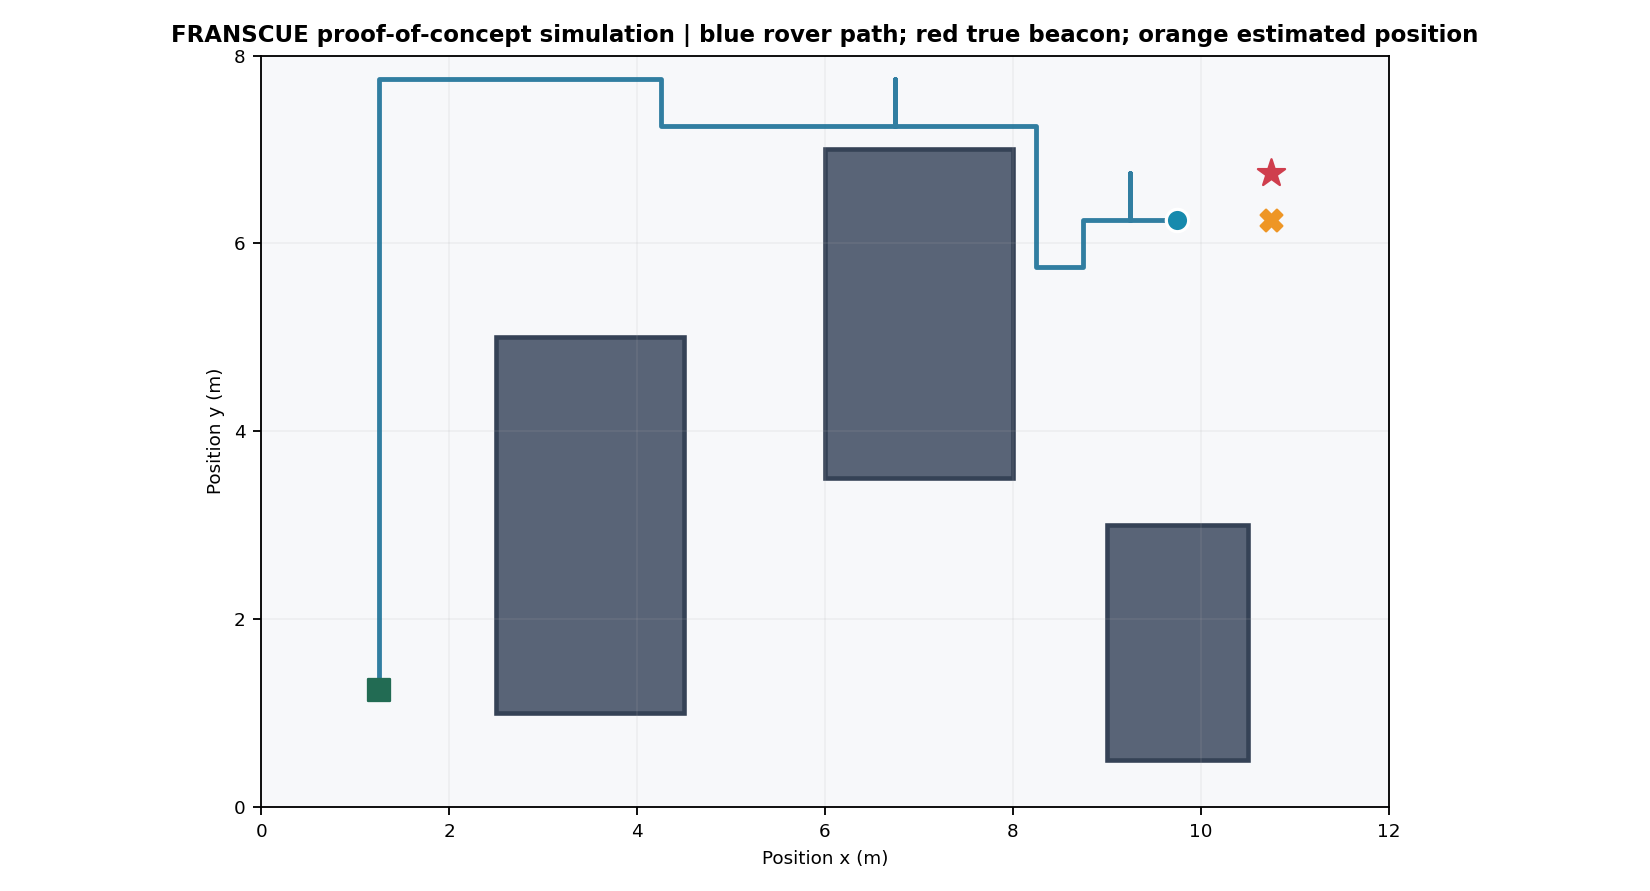 FRANSCUE proof-of-concept simulation | blue rover path; red true beacon; orange estimated position
8
6
4
2
0
Position y (m)
0 2 4 6 8 10 12
Position x (m)